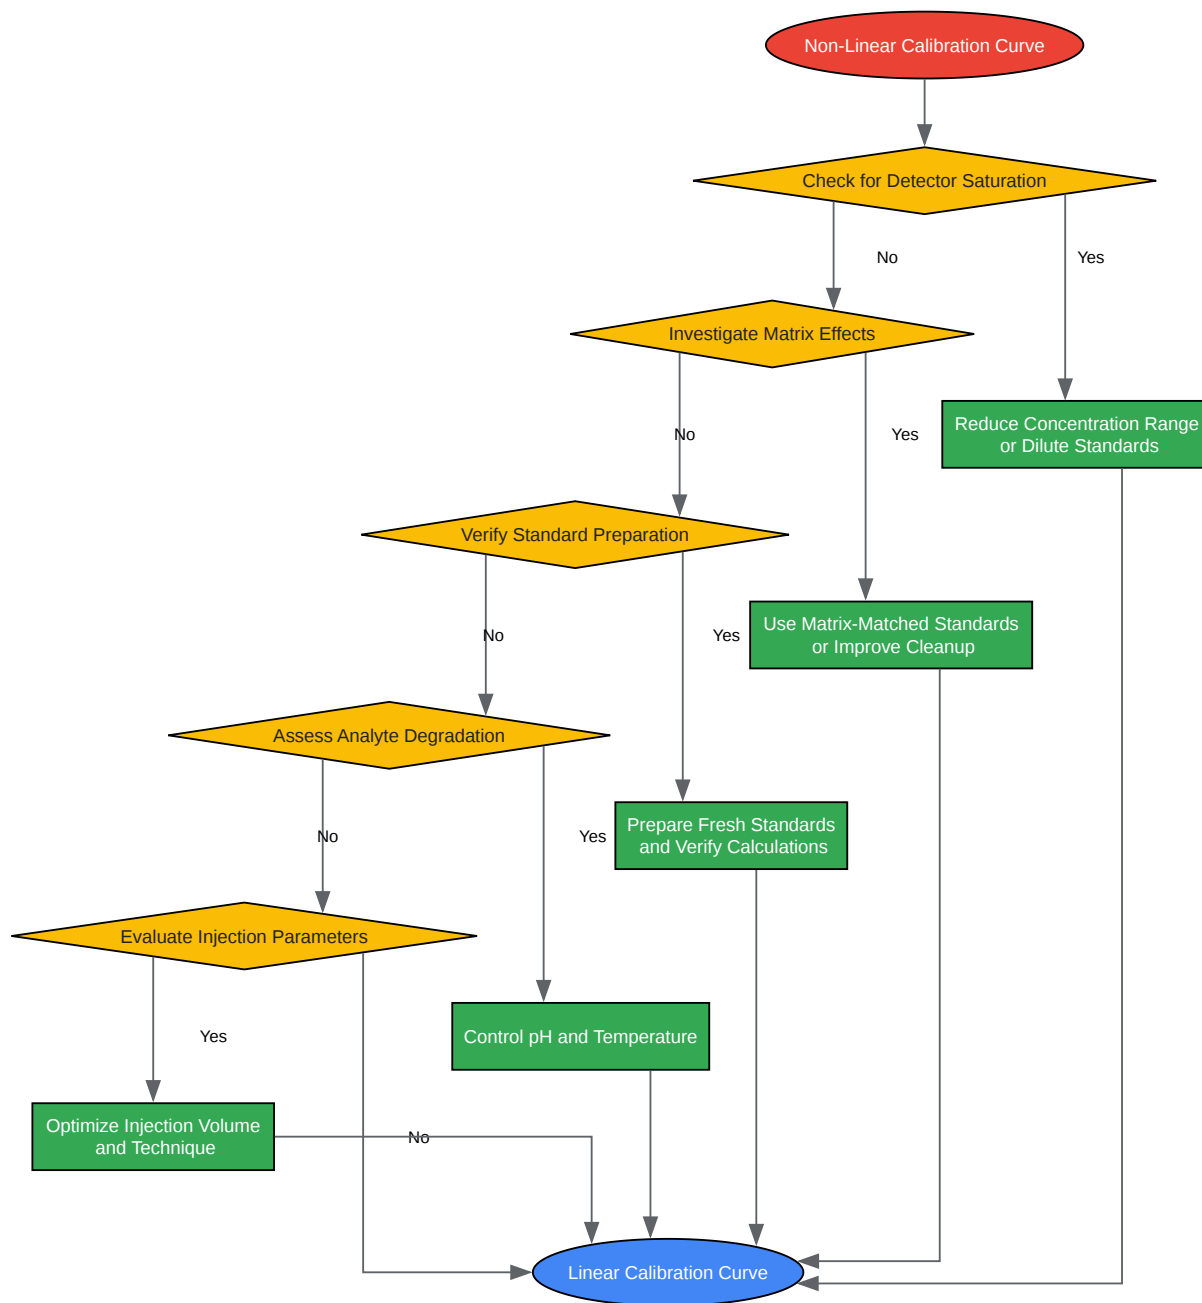 Non-Linear Calibration Curve
Check for Detector Saturation
No
Yes
Investigate Matrix Effects
Reduce Concentration Range
or Dilute Standards
No
Yes
Verify Standard Preparation
Use Matrix-Matched Standards
or Improve Cleanup
No
Yes
Assess Analyte Degradation
Prepare Fresh Standards
and Verify Calculations
No
Yes
Evaluate Injection Parameters
Yes
Control pH and Temperature
Optimize Injection Volume
and Technique
No
Linear Calibration Curve